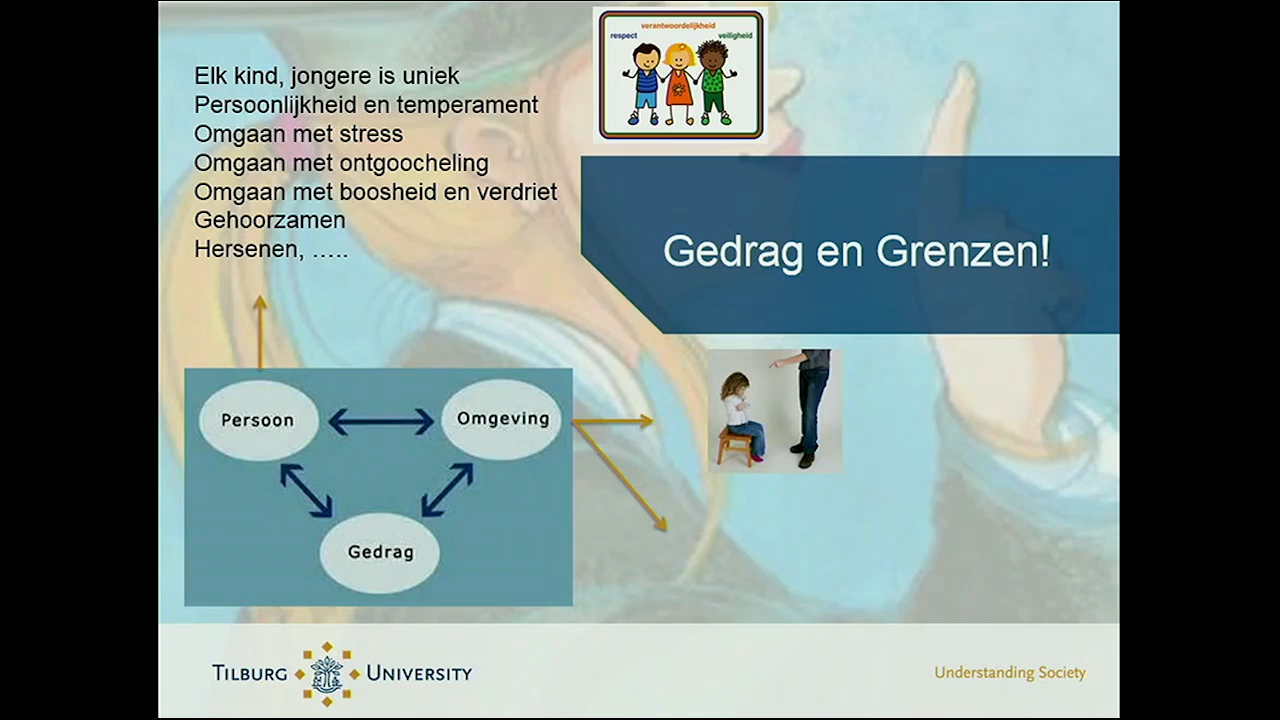 verantwoordelijkheid
respect
veiligheid
Elk kind, jongere is uniek
Persoonlijkheid en temperament
Omgaan met stress
Omgaan met ontgoocheling
Omgaan met boosheid en verdriet
Gehoorzamen
Hersenen, .....
Gedrag en Grenzen!
Persoon
Omgeving
Gedrag
TILBURG UNIVERSITY
Understanding Society